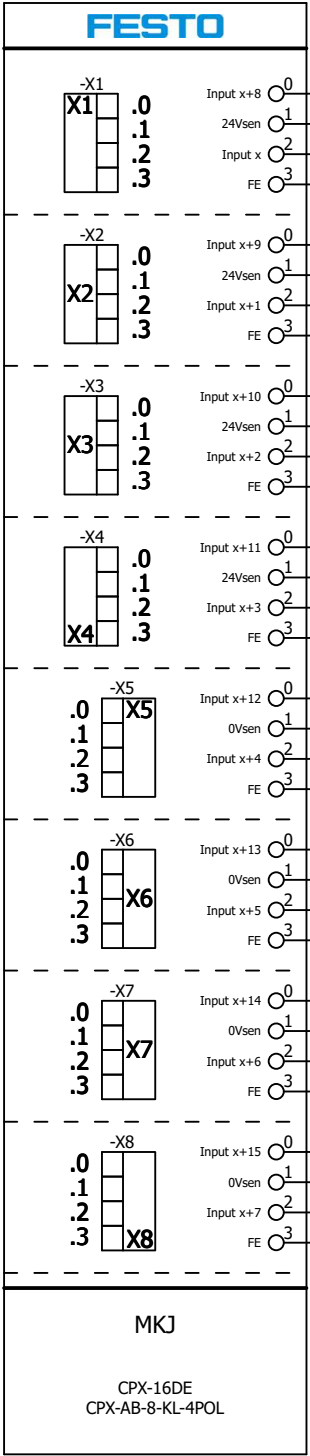 FESTO
-X1
X1 .0 Input x+8 0
.1 24Vsen 1
.2 Input x 2
.3 FE 3
-X2
.0 Input x+9 0
.1 24Vsen 1
X2 .2 Input x+1 2
.3 FE 3
-X3
.0 Input x+10 0
.1 24Vsen 1
X3 .2 Input x+2 2
.3 FE 3
-X4
.0 Input x+11 0
.1 24Vsen 1
.2 Input x+3 2
X4 .3 FE 3
-X5
.0 X5 Input x+12 0
.1 0Vsen 1
.2 Input x+4 2
.3 FE 3
-X6
.0 Input x+13 0
.1 0Vsen 1
.2 X6 Input x+5 2
.3 FE 3
-X7
.0 Input x+14 0
.1 0Vsen 1
.2 X7 Input x+6 2
.3 FE 3
-X8
.0 Input x+15 0
.1 0Vsen 1
.2 Input x+7 2
.3 X8 FE 3
MKJ
CPX-16DE
CPX-AB-8-KL-4POL